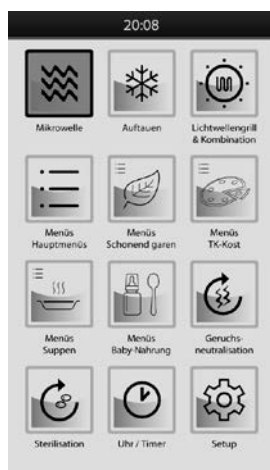 20:08
Mikrowelle
Auftauen
Lichtwellengrill
& Kombination
Menüs
Hauptmenüs
Menüs
Schonend garen
Menüs
TK-Kost
Menüs
Suppen
Menüs
Baby-Nahrung
Geruchs-
neutralisation
Sterilisation
Uhr / Timer
Setup